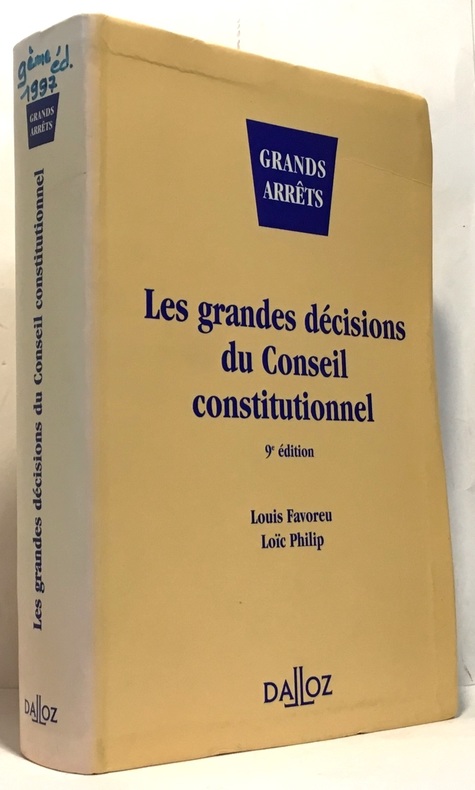 9ème éd.
1997
GRANDS
ARRÊTS
Les grandes décisions du Conseil constitutionnel
DALLOZ
GRANDS
ARRÊTS
Les grandes décisions
du Conseil
constitutionnel
9e édition
Louis Favoreu
Loïc Philip
DALLOZ